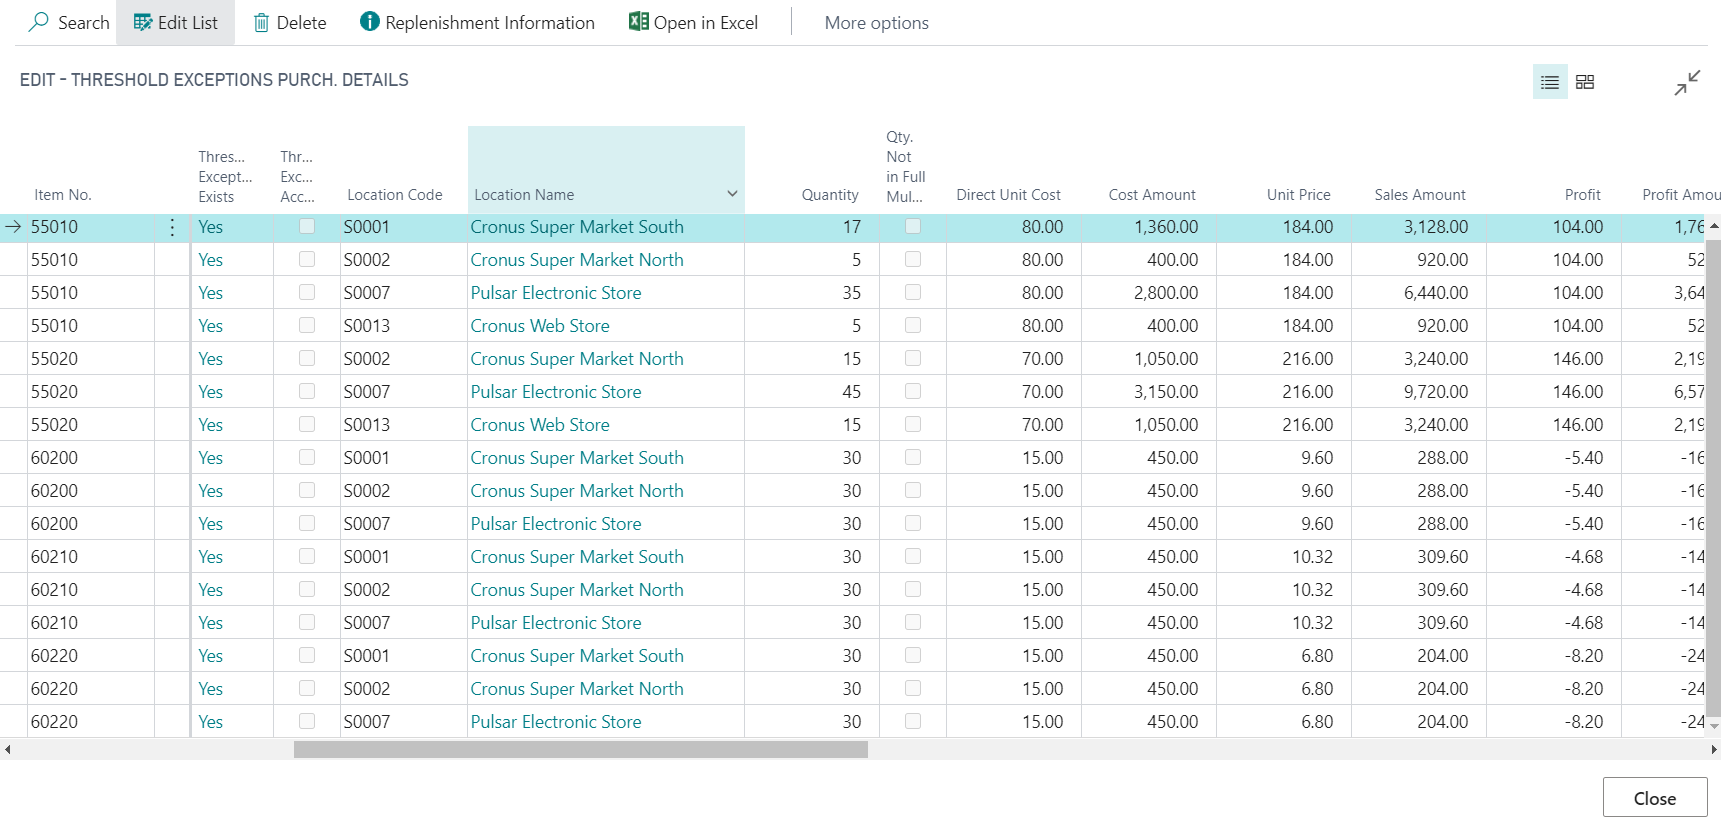 Search Edit List Delete Replenishment Information Open in Excel More options
EDIT - THRESHOLD EXCEPTIONS PURCH. DETAILS
Item No. Thres... Except... Exists Thr... Exc... Acc... Location Code Location Name Quantity Qty. Not in Full Mul... Direct Unit Cost Cost Amount Unit Price Sales Amount Profit Profit Amou
55010 Yes S0001 Cronus Super Market South 17 80.00 1,360.00 184.00 3,128.00 104.00 1,76
55010 Yes S0002 Cronus Super Market North 5 80.00 400.00 184.00 920.00 104.00 52
55010 Yes S0007 Pulsar Electronic Store 35 80.00 2,800.00 184.00 6,440.00 104.00 3,64
55010 Yes S0013 Cronus Web Store 5 80.00 400.00 184.00 920.00 104.00 52
55020 Yes S0002 Cronus Super Market North 15 70.00 1,050.00 216.00 3,240.00 146.00 2,19
55020 Yes S0007 Pulsar Electronic Store 45 70.00 3,150.00 216.00 9,720.00 146.00 6,57
55020 Yes S0013 Cronus Web Store 15 70.00 1,050.00 216.00 3,240.00 146.00 2,19
60200 Yes S0001 Cronus Super Market South 30 15.00 450.00 9.60 288.00 -5.40 -16
60200 Yes S0002 Cronus Super Market North 30 15.00 450.00 9.60 288.00 -5.40 -16
60200 Yes S0007 Pulsar Electronic Store 30 15.00 450.00 9.60 288.00 -5.40 -16
60210 Yes S0001 Cronus Super Market South 30 15.00 450.00 10.32 309.60 -4.68 -14
60210 Yes S0002 Cronus Super Market North 30 15.00 450.00 10.32 309.60 -4.68 -14
60210 Yes S0007 Pulsar Electronic Store 30 15.00 450.00 10.32 309.60 -4.68 -14
60220 Yes S0001 Cronus Super Market South 30 15.00 450.00 6.80 204.00 -8.20 -24
60220 Yes S0002 Cronus Super Market North 30 15.00 450.00 6.80 204.00 -8.20 -24
60220 Yes S0007 Pulsar Electronic Store 30 15.00 450.00 6.80 204.00 -8.20 -24
Close